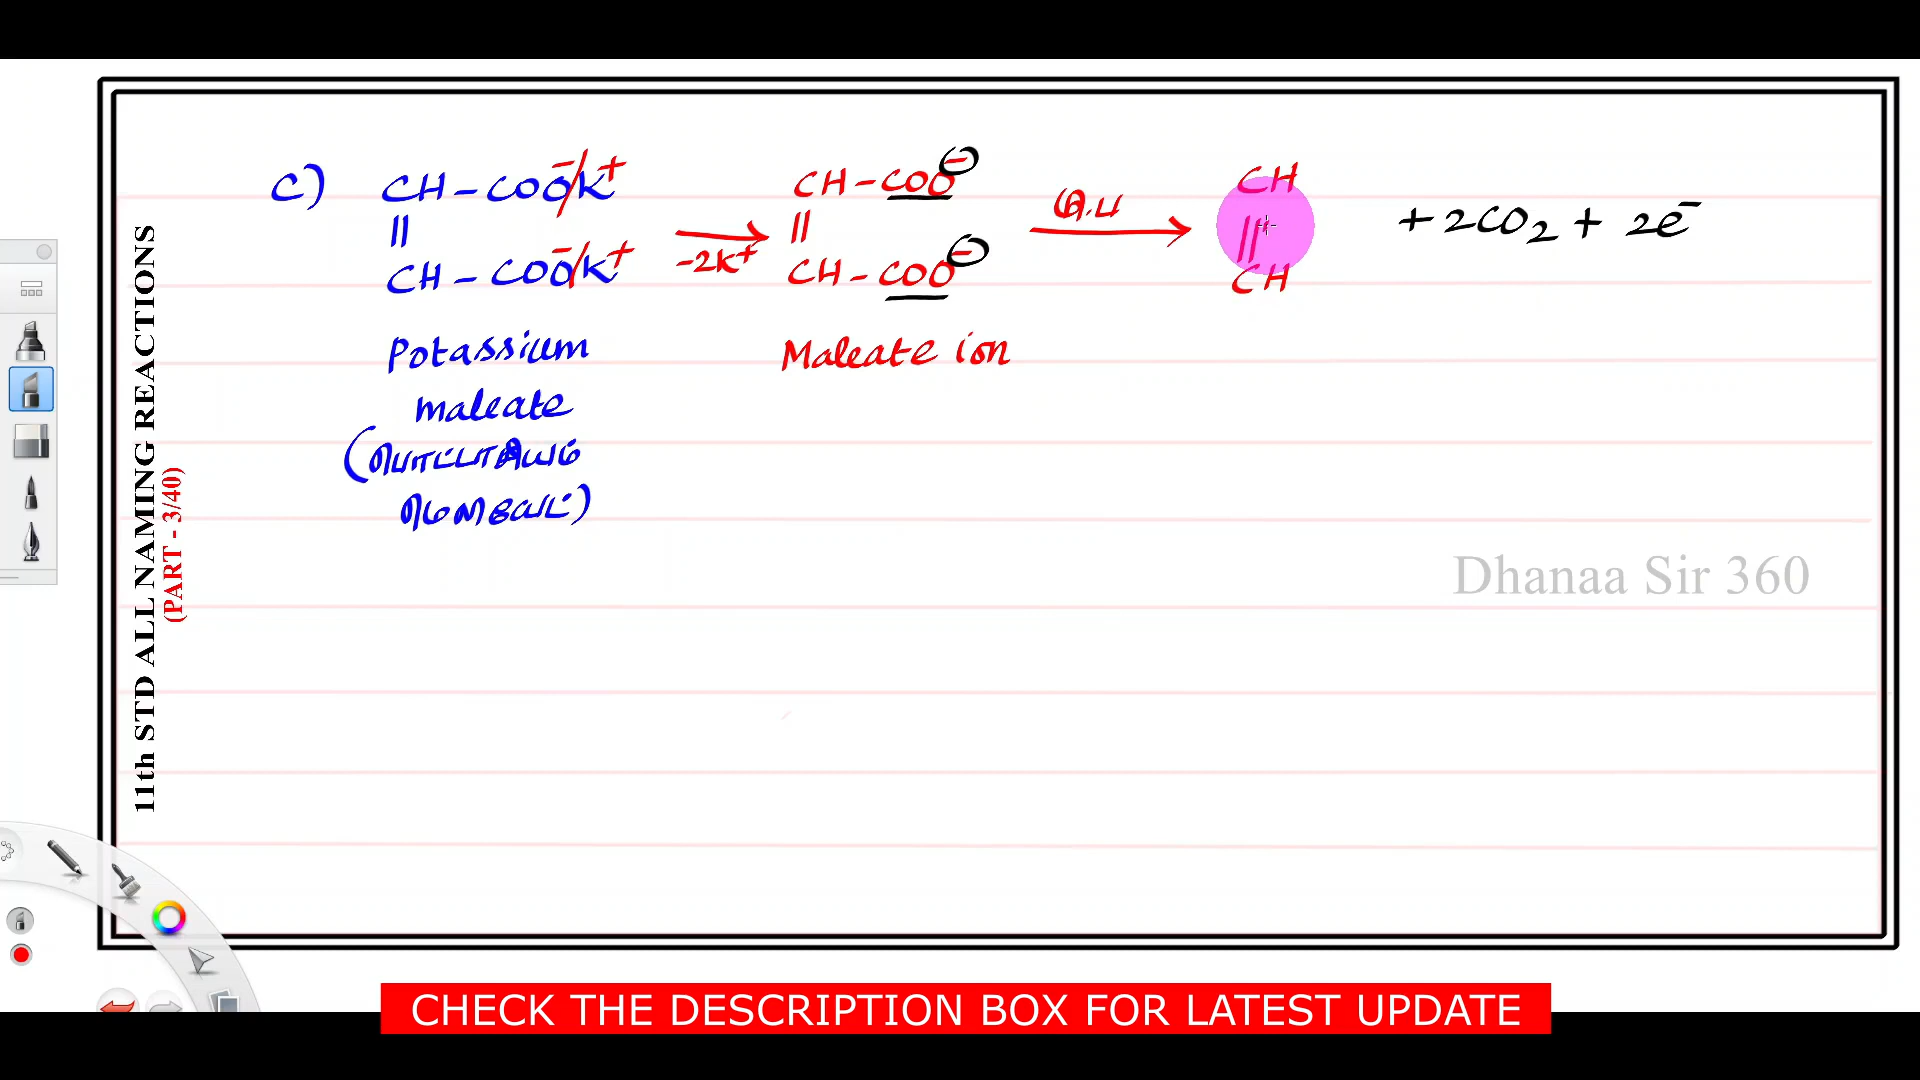 11th STD ALL NAMING REACTIONS
(PART - 3/40)
C) CH - COO⁻K⁺
||
CH - COO⁻K⁺
Potassium
maleate
-2K⁺
CH - COO⁻
||
CH - COO⁻
Maleate ion
CH
|||
CH
+ 2CO₂ + 2e⁻
Dhanaa Sir 360
CHECK THE DESCRIPTION BOX FOR LATEST UPDATE